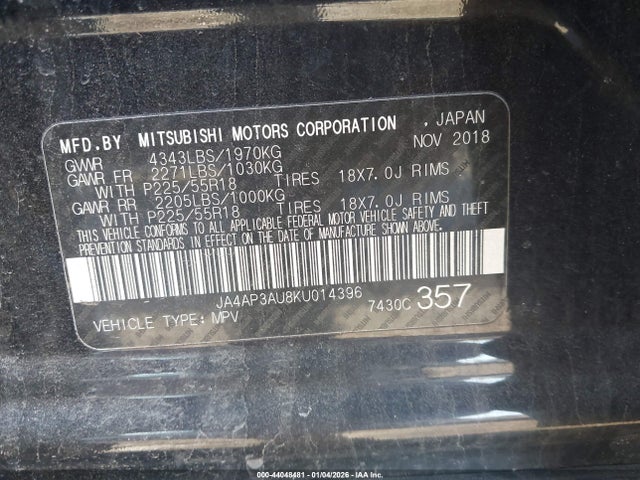 MFD.BY MITSUBISHI MOTORS CORPORATION , JAPAN
GVWR 4343LBS/1970KG NOV 2018
GAWR FR 2271LBS/1030KG
WITH P225/55R18 TIRES 18X7.0J RIMS
GAWR RR 2205LBS/1000KG
WITH P225/55R18 TIRES 18X7.0J RIMS
THIS VEHICLE CONFORMS TO ALL APPLICABLE FEDERAL MOTOR VEHICLE SAFETY AND THEFT
PREVENTION STANDARDS IN EFFECT ON THE DATE OF MANUFACTURE SHOWN ABOVE.
JA4AP3AU8KU014396
7430C 357
VEHICLE TYPE: MPV
000-44048481 - 01/04/2026 - © IAA Inc.